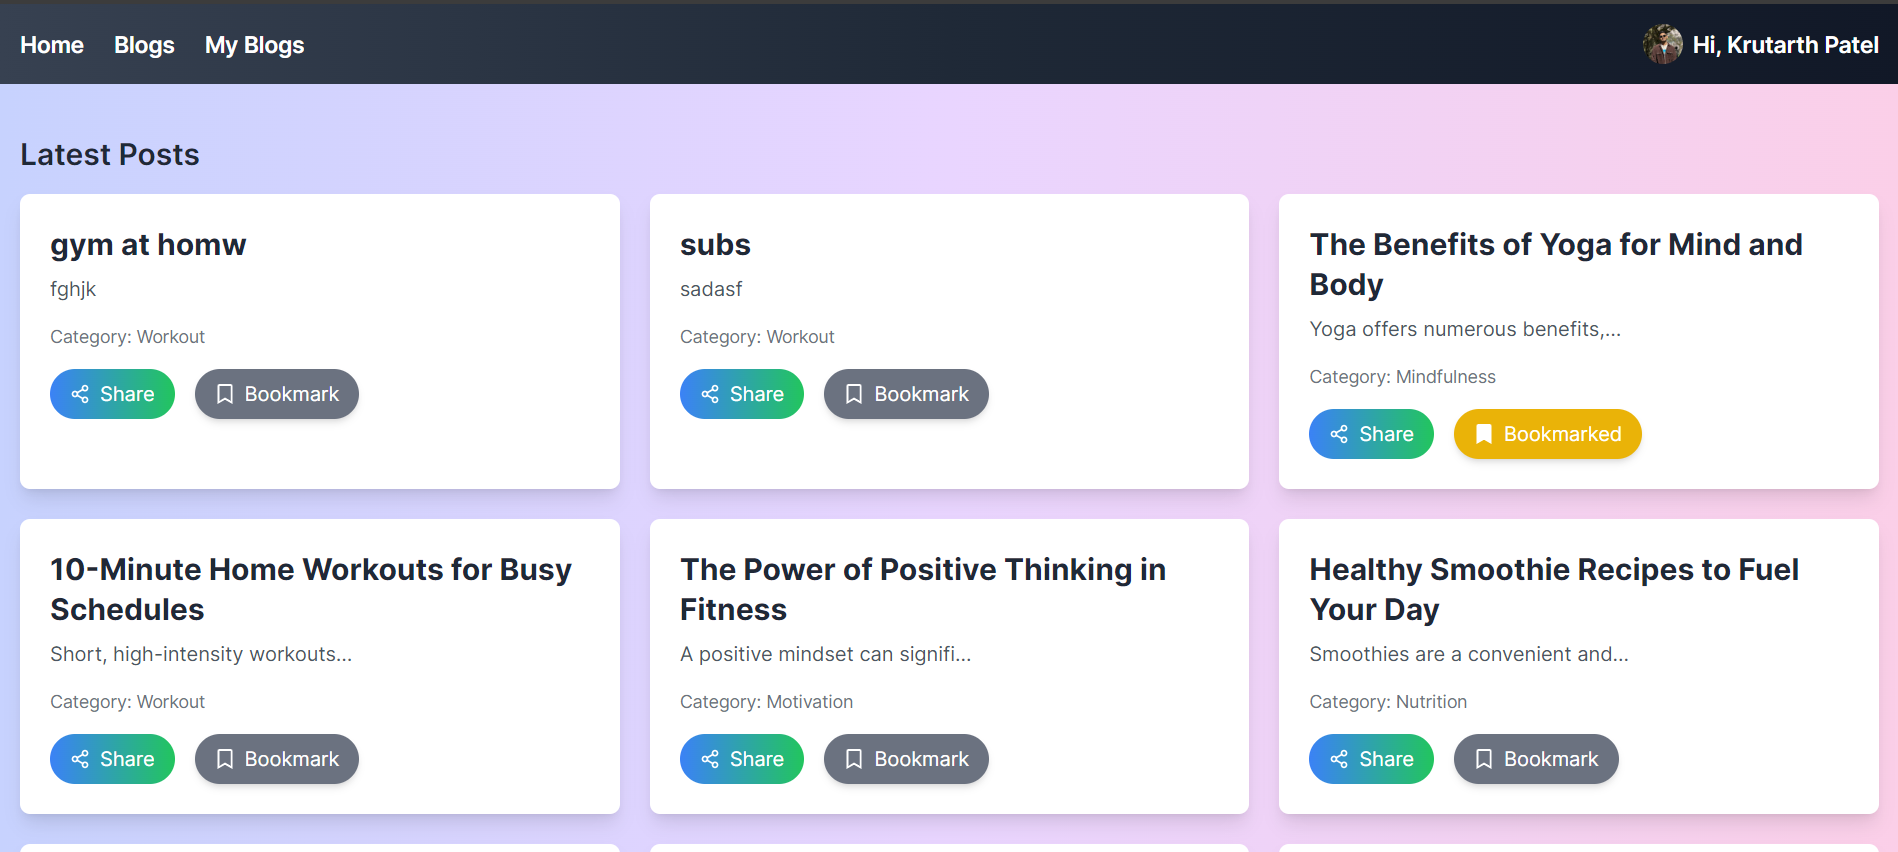 Home Blogs My Blogs Hi, Krutarth Patel
Latest Posts
gym at homw
fghjk
Category: Workout
Share Bookmark
subs
sadasf
Category: Workout
Share Bookmark
The Benefits of Yoga for Mind and
Body
Yoga offers numerous benefits,...
Category: Mindfulness
Share Bookmarked
10-Minute Home Workouts for Busy
Schedules
Short, high-intensity workouts...
Category: Workout
Share Bookmark
The Power of Positive Thinking in
Fitness
A positive mindset can signifi...
Category: Motivation
Share Bookmark
Healthy Smoothie Recipes to Fuel
Your Day
Smoothies are a convenient and...
Category: Nutrition
Share Bookmark